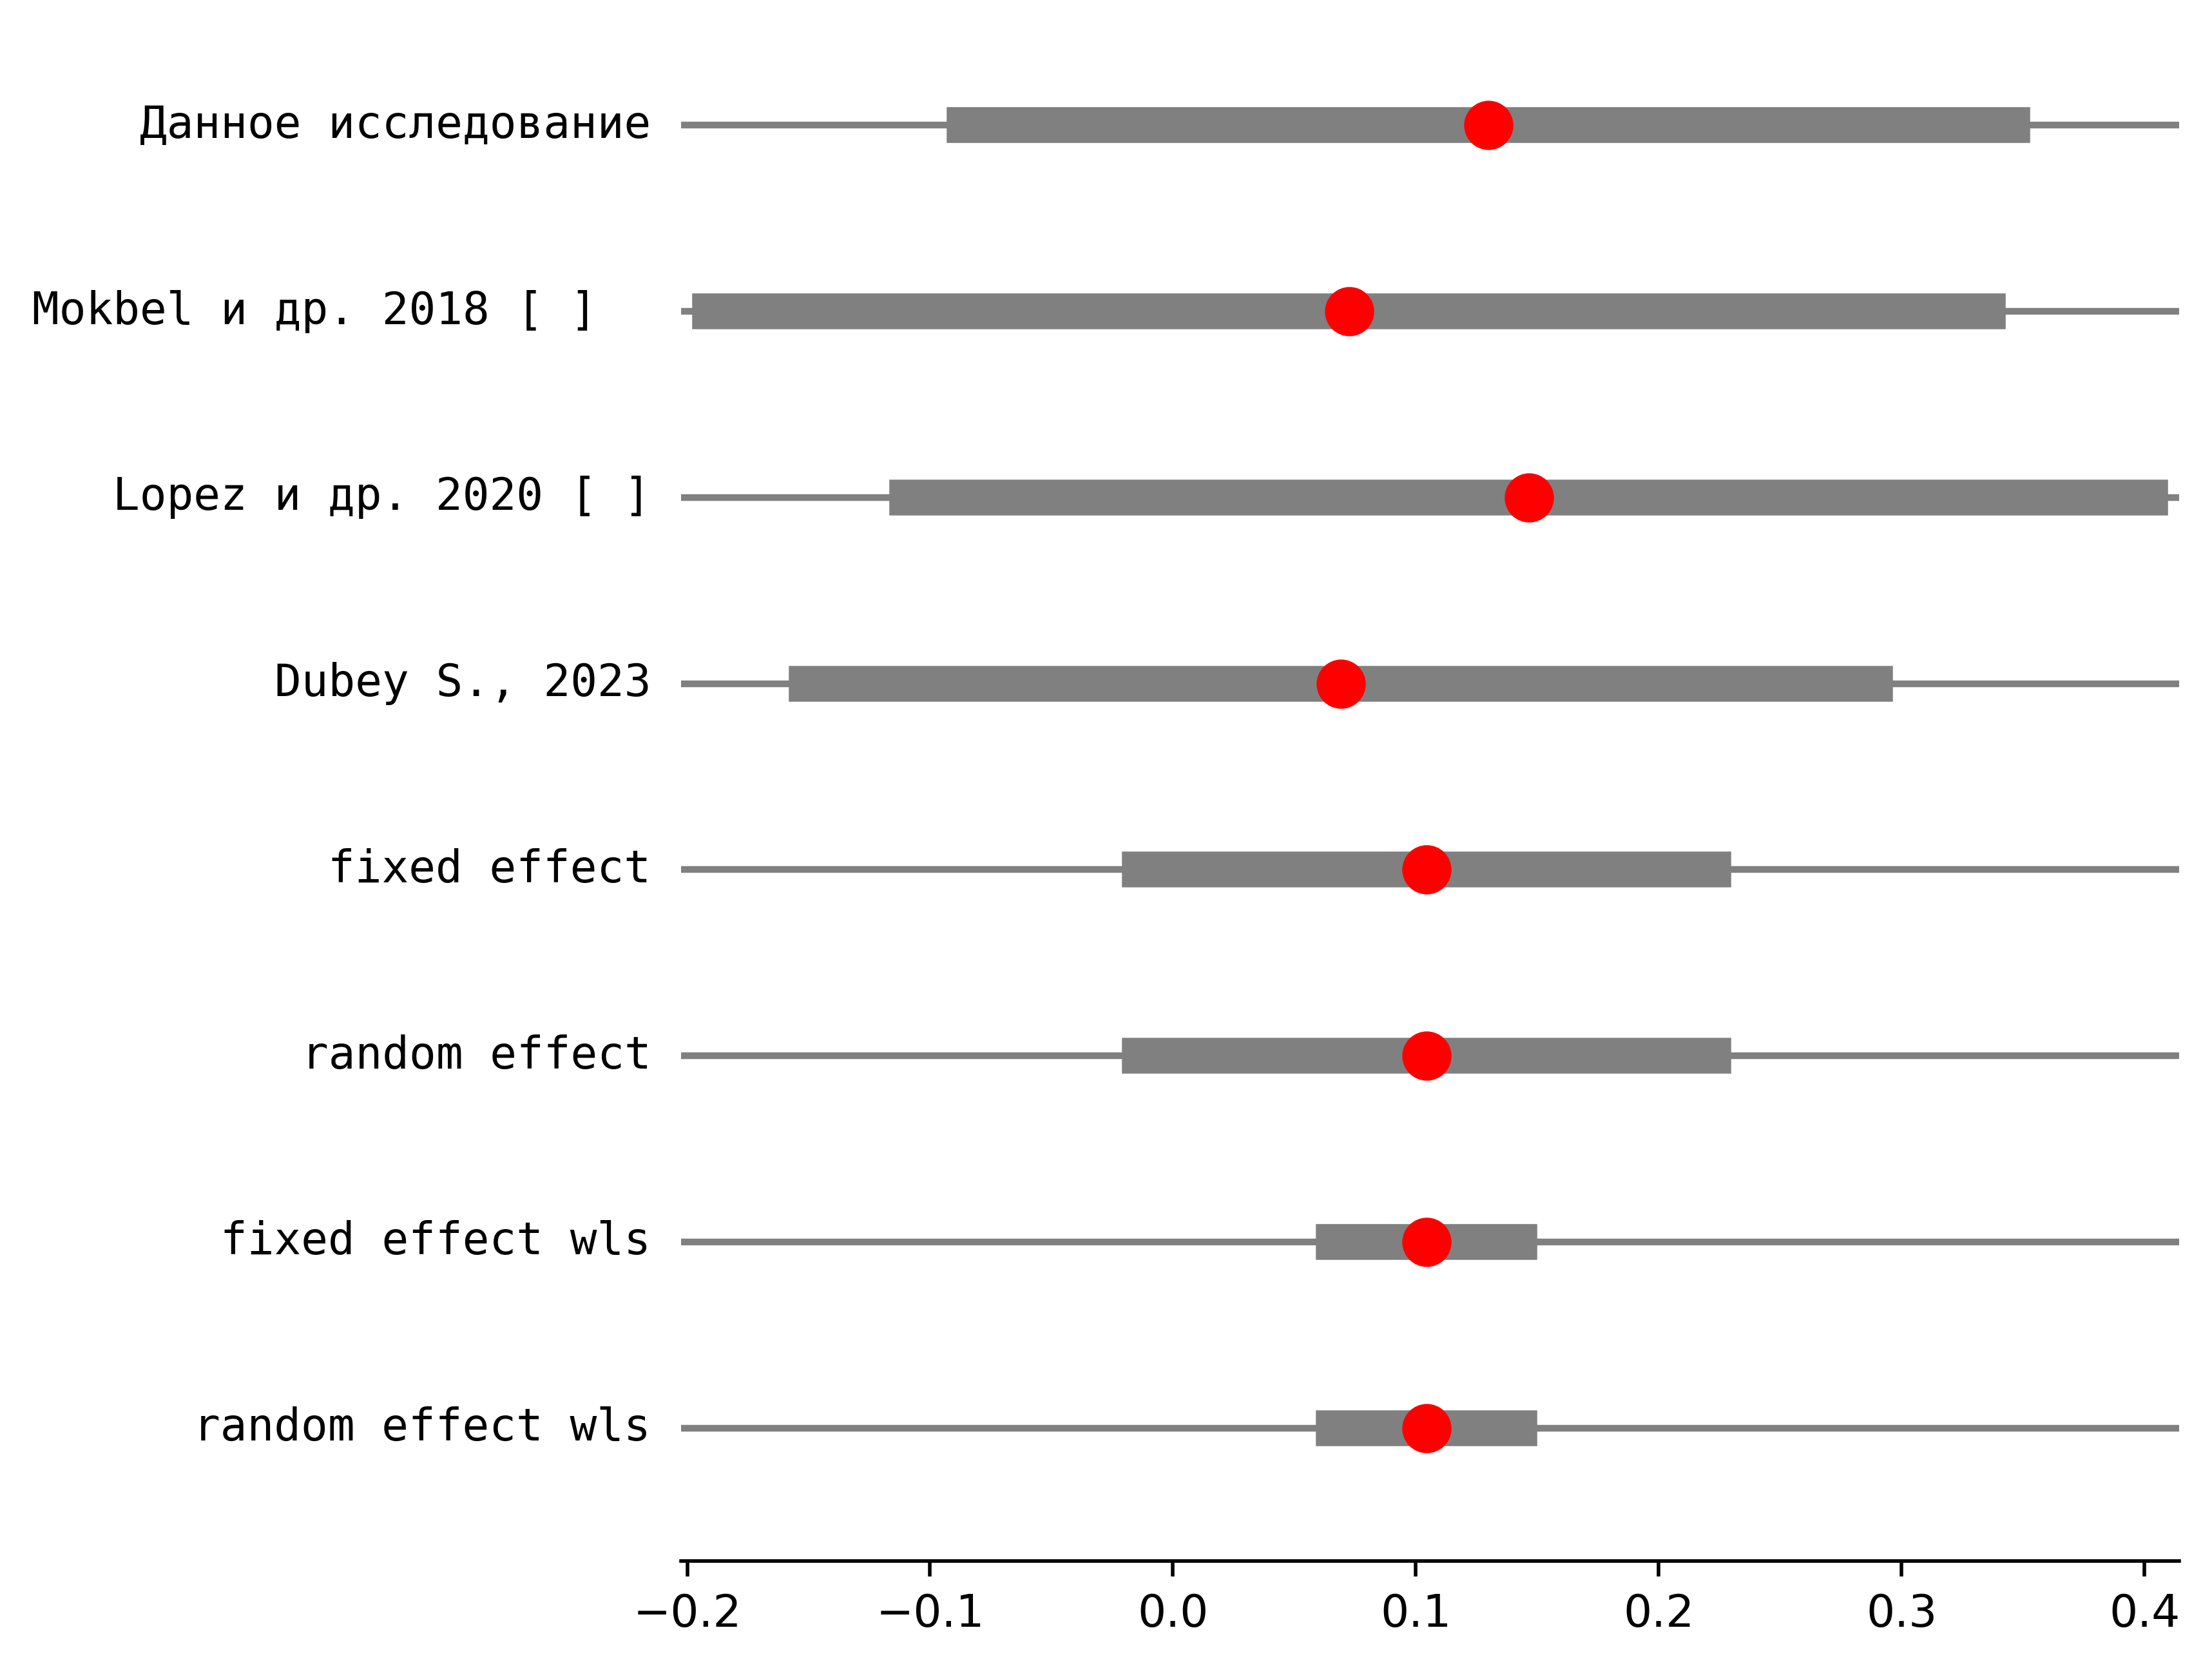 Данное исследование
Mokbel и др. 2018 [ ]
Lopez и др. 2020 [ ]
Dubey S., 2023
fixed effect
random effect
fixed effect wls
random effect wls
−0.2 −0.1 0.0 0.1 0.2 0.3 0.4